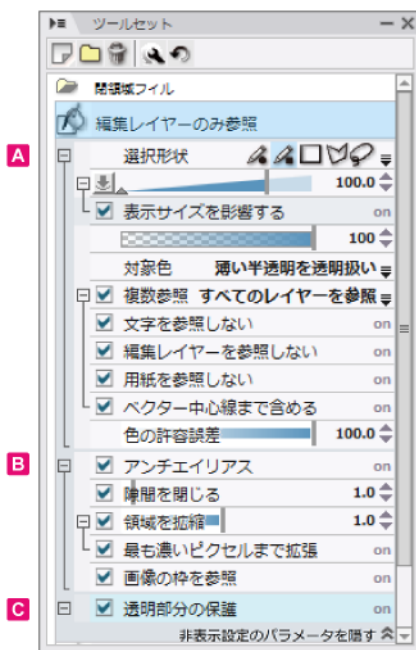 ツールセット
閉領域フィル
編集レイヤーのみ参照
A 選択形状
100.0
表示サイズを影響する on
100
対象色 薄い半透明を透明扱い
複数参照 すべてのレイヤーを参照
文字を参照しない on
編集レイヤーを参照しない on
用紙を参照しない on
ベクター中心線まで含める on
色の許容誤差 100.0
B アンチエイリアス on
隙間を閉じる 1.0
領域を拡縮 1.0
最も濃いピクセルまで拡張 on
画像の枠を参照 on
C 透明部分の保護 on
非表示設定のパラメータを隠す